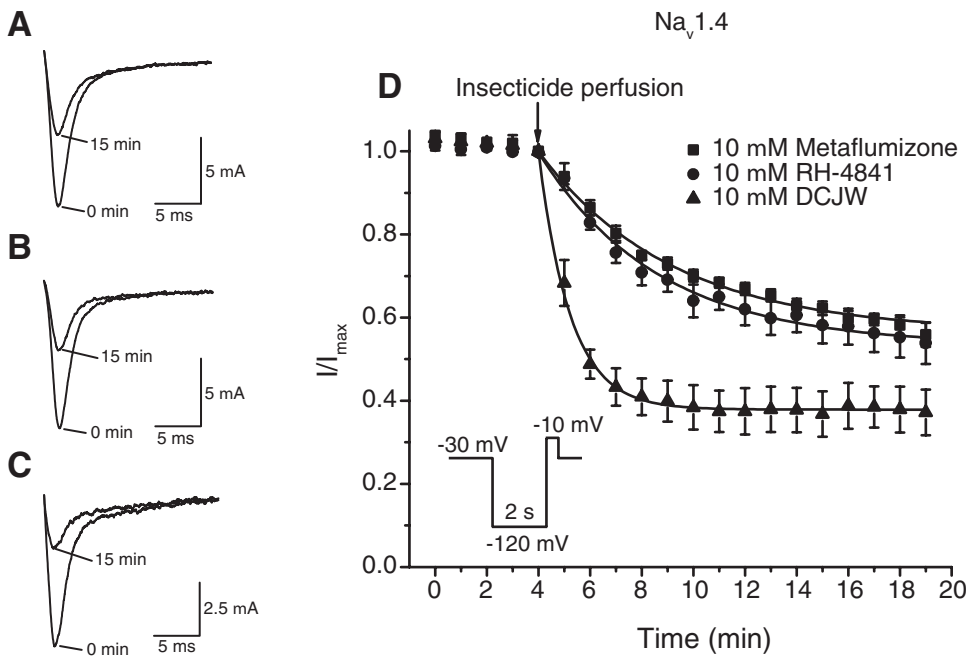 Na_v1.4
A
15 min
0 min
5 mA
5 ms
B
15 min
0 min
5 mA
5 ms
C
15 min
0 min
2.5 mA
5 ms
D
Insecticide perfusion
10 mM Metaflumizone
10 mM RH-4841
10 mM DCJW
I/I_max
1.0
0.8
0.6
0.4
0.2
0.0
-30 mV
-10 mV
2 s
-120 mV
0 2 4 6 8 10 12 14 16 18 20
Time (min)